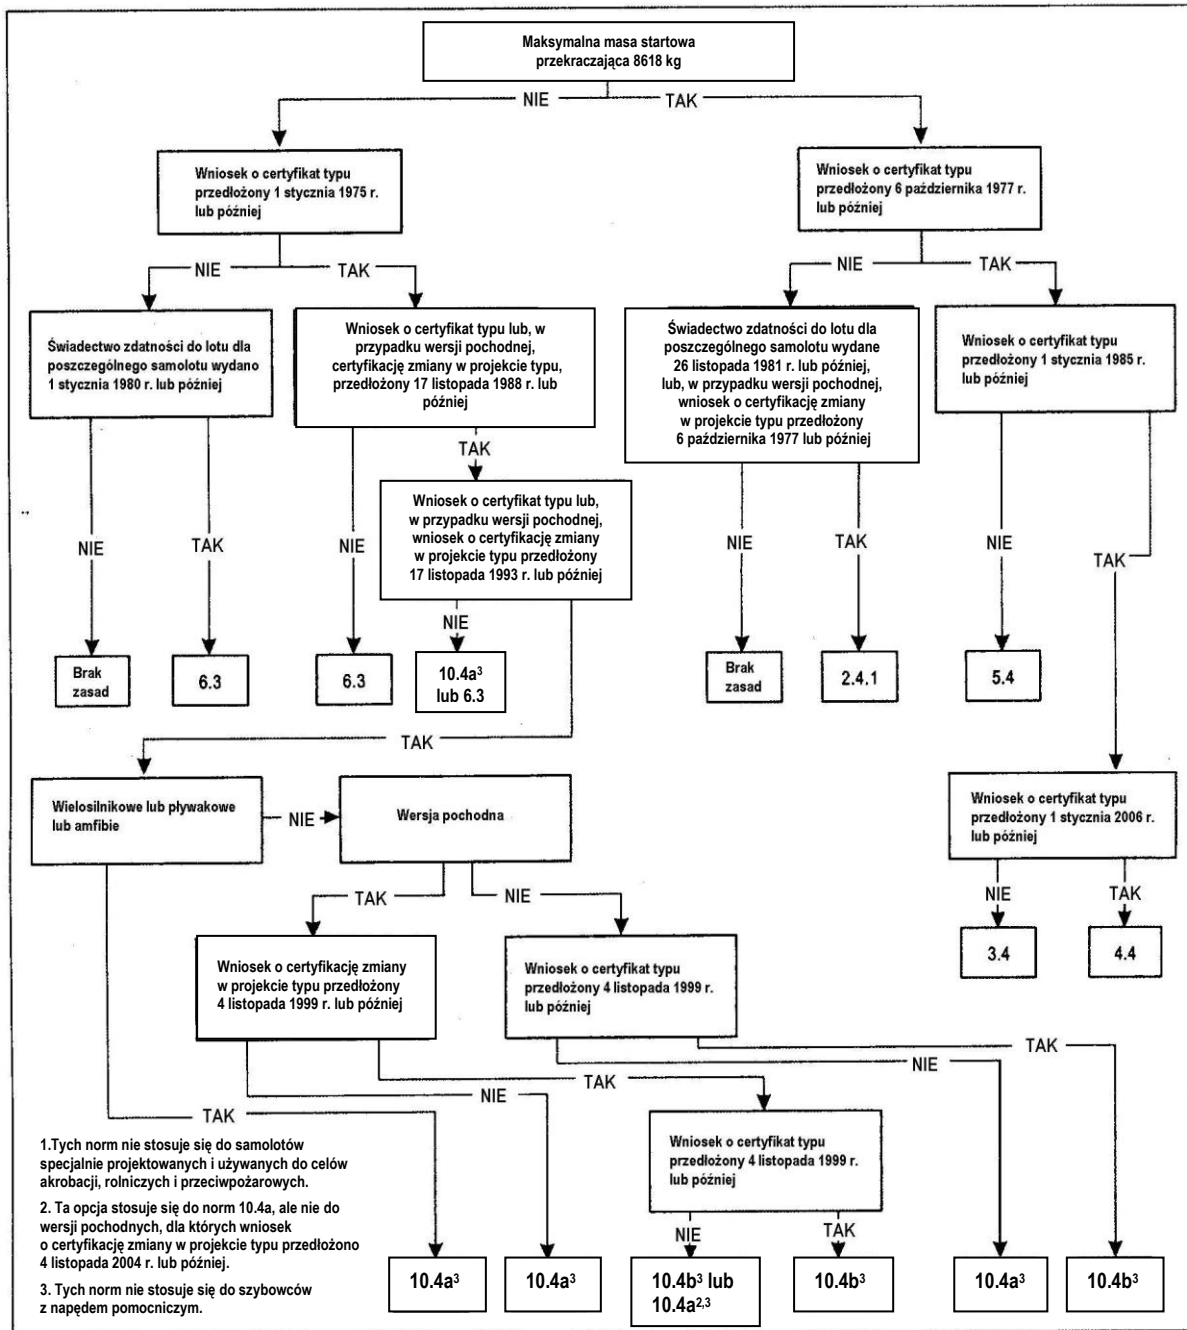 Maksymalna masa startowa
przekraczająca 8618 kg
NIE
TAK
Wniosek o certyfikat typu
przedłożony 1 stycznia 1975 r.
lub później
Wniosek o certyfikat typu
przedłożony 6 października 1977 r.
lub później
NIE
TAK
NIE
TAK
Świadectwo zdatności do lotu dla
poszczególnego samolotu wydano
1 stycznia 1980 r. lub później
Wniosek o certyfikat typu lub, w
przypadku wersji pochodnej,
certyfikację zmiany w projekcie typu,
przedłożony 17 listopada 1988 r. lub
później
Świadectwo zdatności do lotu dla
poszczególnego samolotu wydane
26 listopada 1981 r. lub później,
lub, w przypadku wersji pochodnej,
wniosek o certyfikację zmiany
w projekcie typu przedłożony
6 października 1977 lub później
Wniosek o certyfikat typu
przedłożony 1 stycznia 1985 r.
lub później
TAK
Wniosek o certyfikat typu lub,
w przypadku wersji pochodnej,
wniosek o certyfikację zmiany
w projekcie typu przedłożony
17 listopada 1993 r. lub później
NIE
TAK
NIE
NIE
TAK
NIE
TAK
NIE
Brak
zasad
6.3
6.3
10.4a³
lub 6.3
Brak
zasad
2.4.1
5.4
TAK
Wielosilnikowe lub pływakowe
lub amfibie
NIE
Wersja pochodna
Wniosek o certyfikat typu
przedłożony 1 stycznia 2006 r.
lub później
TAK
NIE
NIE
TAK
3.4
4.4
Wniosek o certyfikację zmiany
w projekcie typu przedłożony
4 listopada 1999 r. lub później
Wniosek o certyfikat typu
przedłożony 4 listopada 1999 r.
lub później
TAK
NIE
TAK
NIE
TAK
Wniosek o certyfikat typu
przedłożony 4 listopada 1999 r.
lub później
NIE
TAK
1.Tych norm nie stosuje się do samolotów
specjalnie projektowanych i używanych do celów
akrobacji, rolniczych i przeciwpożarowych.
2. Ta opcja stosuje się do norm 10.4a, ale nie do
wersji pochodnych, dla których wniosek
o certyfikację zmiany w projekcie typu przedłożono
4 listopada 2004 r. lub później.
3. Tych norm nie stosuje się do szybowców
z napędem pomocniczym.
10.4a³
10.4a³
10.4b³ lub
10.4a²,³
10.4b³
10.4a³
10.4b³